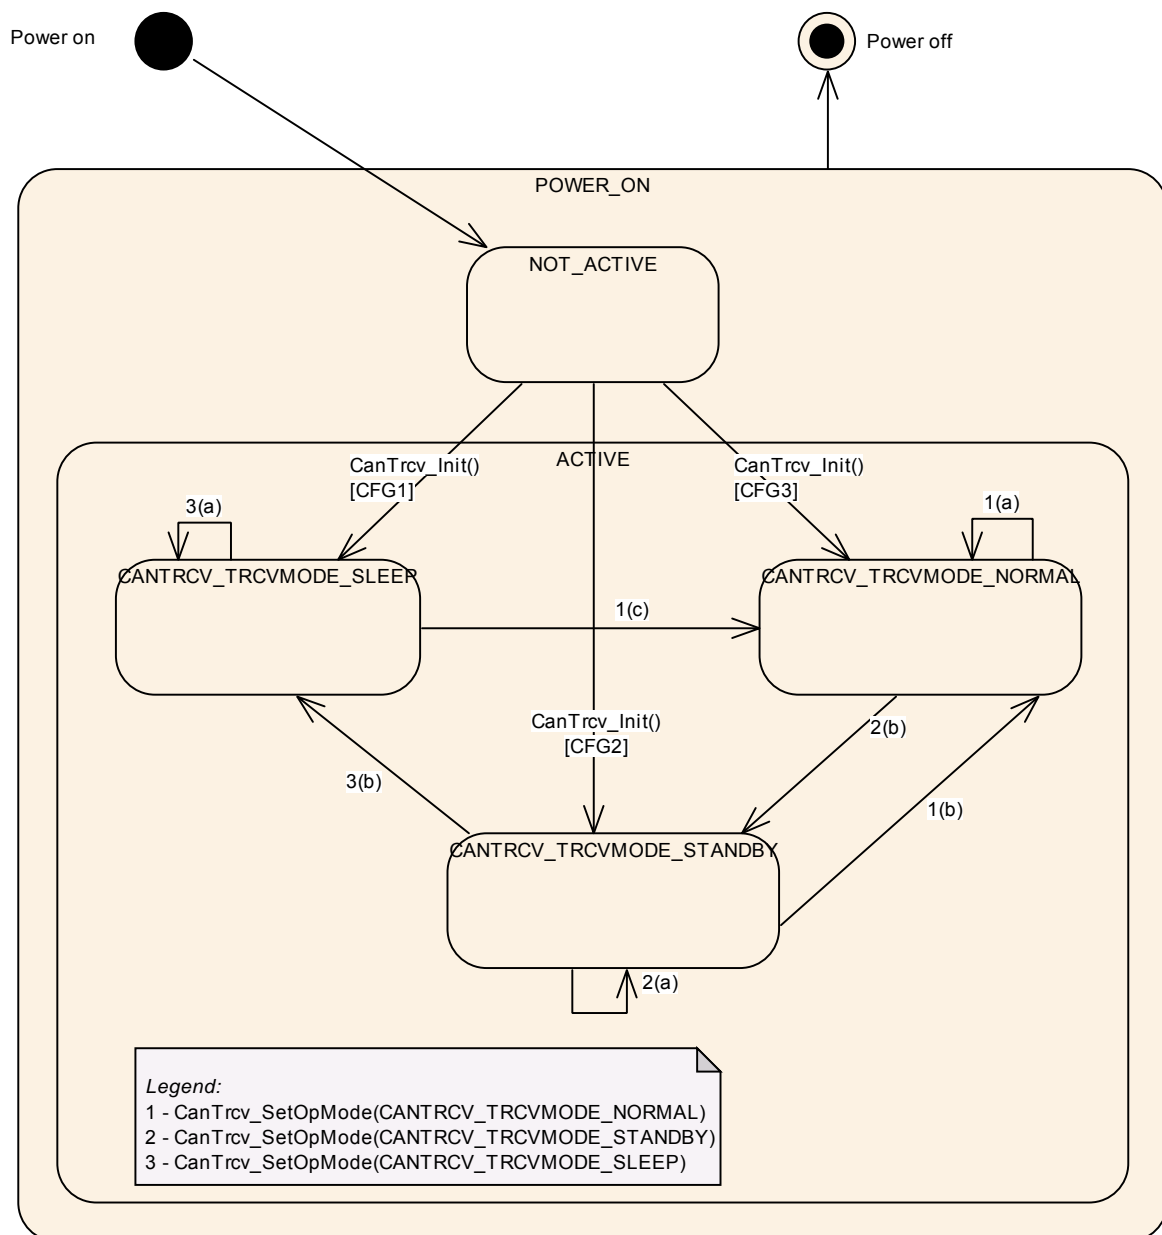 Power on
Power off
POWER_ON
NOT_ACTIVE
CanTrcv_Init()
[CFG1]
ACTIVE
CanTrcv_Init()
[CFG3]
3(a)
1(a)
CANTRCV_TRCVMODE_SLEEP
CANTRCV_TRCVMODE_NORMAL
1(c)
CanTrcv_Init()
[CFG2]
2(b)
3(b)
1(b)
CANTRCV_TRCVMODE_STANDBY
2(a)
Legend:
1 - CanTrcv_SetOpMode(CANTRCV_TRCVMODE_NORMAL)
2 - CanTrcv_SetOpMode(CANTRCV_TRCVMODE_STANDBY)
3 - CanTrcv_SetOpMode(CANTRCV_TRCVMODE_SLEEP)